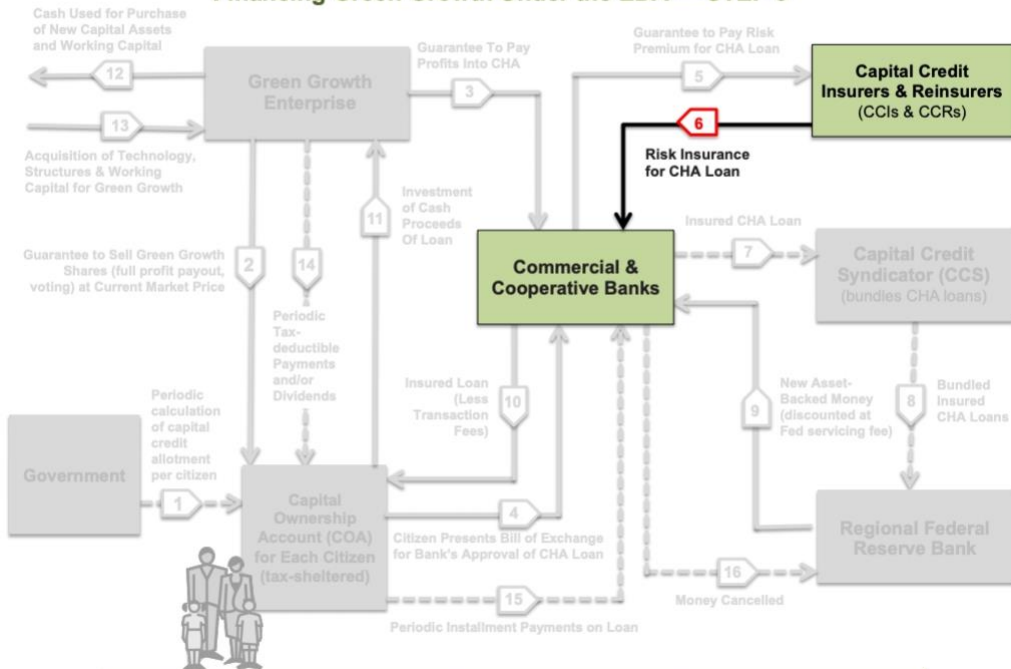 Cash Used for Purchase
of New Capital Assets
and Working Capital
12
13
Acquisition of Technology,
Structures & Working
Capital for Green Growth
Green Growth
Enterprise
Guarantee To Pay
Profits Into CHA
3
Guarantee to Pay Risk
Premium for CHA Loan
5
Capital Credit
Insurers & Reinsurers
(CCIs & CCRs)
6
Risk Insurance
for CHA Loan
Guarantee to Sell Green Growth
Shares (full profit payout,
voting) at Current Market Price
2
14
Periodic
Tax-
deductible
Payments
and/or
Dividends
11
Investment
of Cash
Proceeds
Of Loan
Commercial &
Cooperative Banks
Insured CHA Loan
7
Capital Credit
Syndicator (CCS)
(bundles CHA loans)
Insured Loan
(Less
Transaction
Fees)
10
9
New Asset-
Backed Money
(discounted at
Fed servicing fee)
8
Bundled
Insured
CHA Loans
Government
Periodic
calculation
of capital
credit
allotment
per citizen
1
Capital
Ownership
Account (COA)
for Each Citizen
(tax-sheltered)
4
Citizen Presents Bill of Exchange
for Bank's Approval of CHA Loan
15
Periodic Installment Payments on Loan
16
Money Cancelled
Regional Federal
Reserve Bank